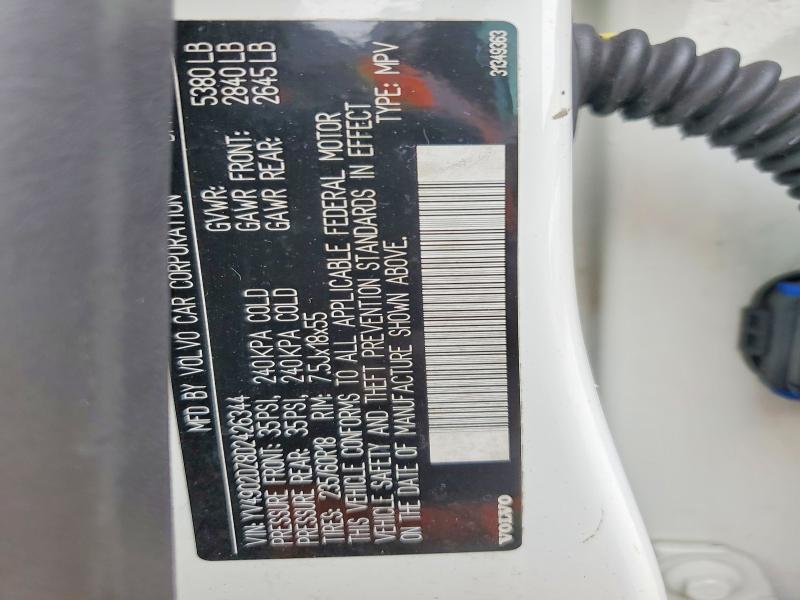 MFD BY VOLVO CAR CORPORATION
VIN: YV4902DZ8D2426344
PRESSURE FRONT: 35PSI, 240KPA COLD
PRESSURE REAR: 35PSI, 240KPA COLD
TIRES: 235/60R18 RIM: 7.5Jx18x55
GVWR: 5380 LB
GAWR FRONT: 2840 LB
GAWR REAR: 2645 LB
THIS VEHICLE CONFORMS TO ALL APPLICABLE FEDERAL MOTOR
VEHICLE SAFETY AND THEFT PREVENTION STANDARDS IN EFFECT
ON THE DATE OF MANUFACTURE SHOWN ABOVE.
TYPE: MPV
VOLVO
31349363